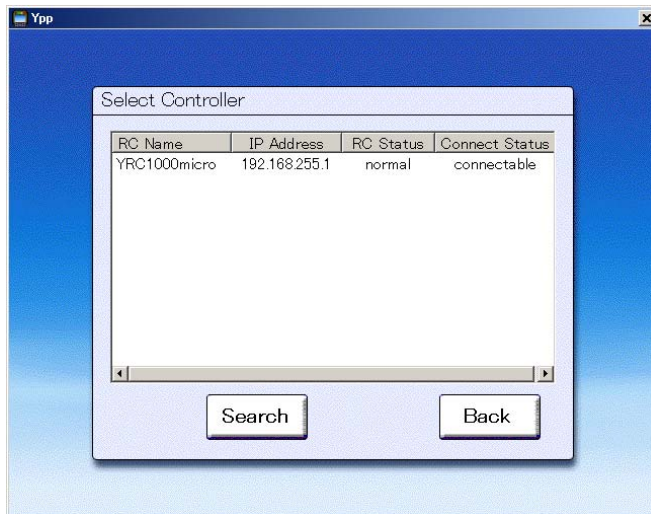 Ypp
Select Controller
RC Name IP Address RC Status Connect Status
YRC1000micro 192.168.255.1 normal connectable
Search Back